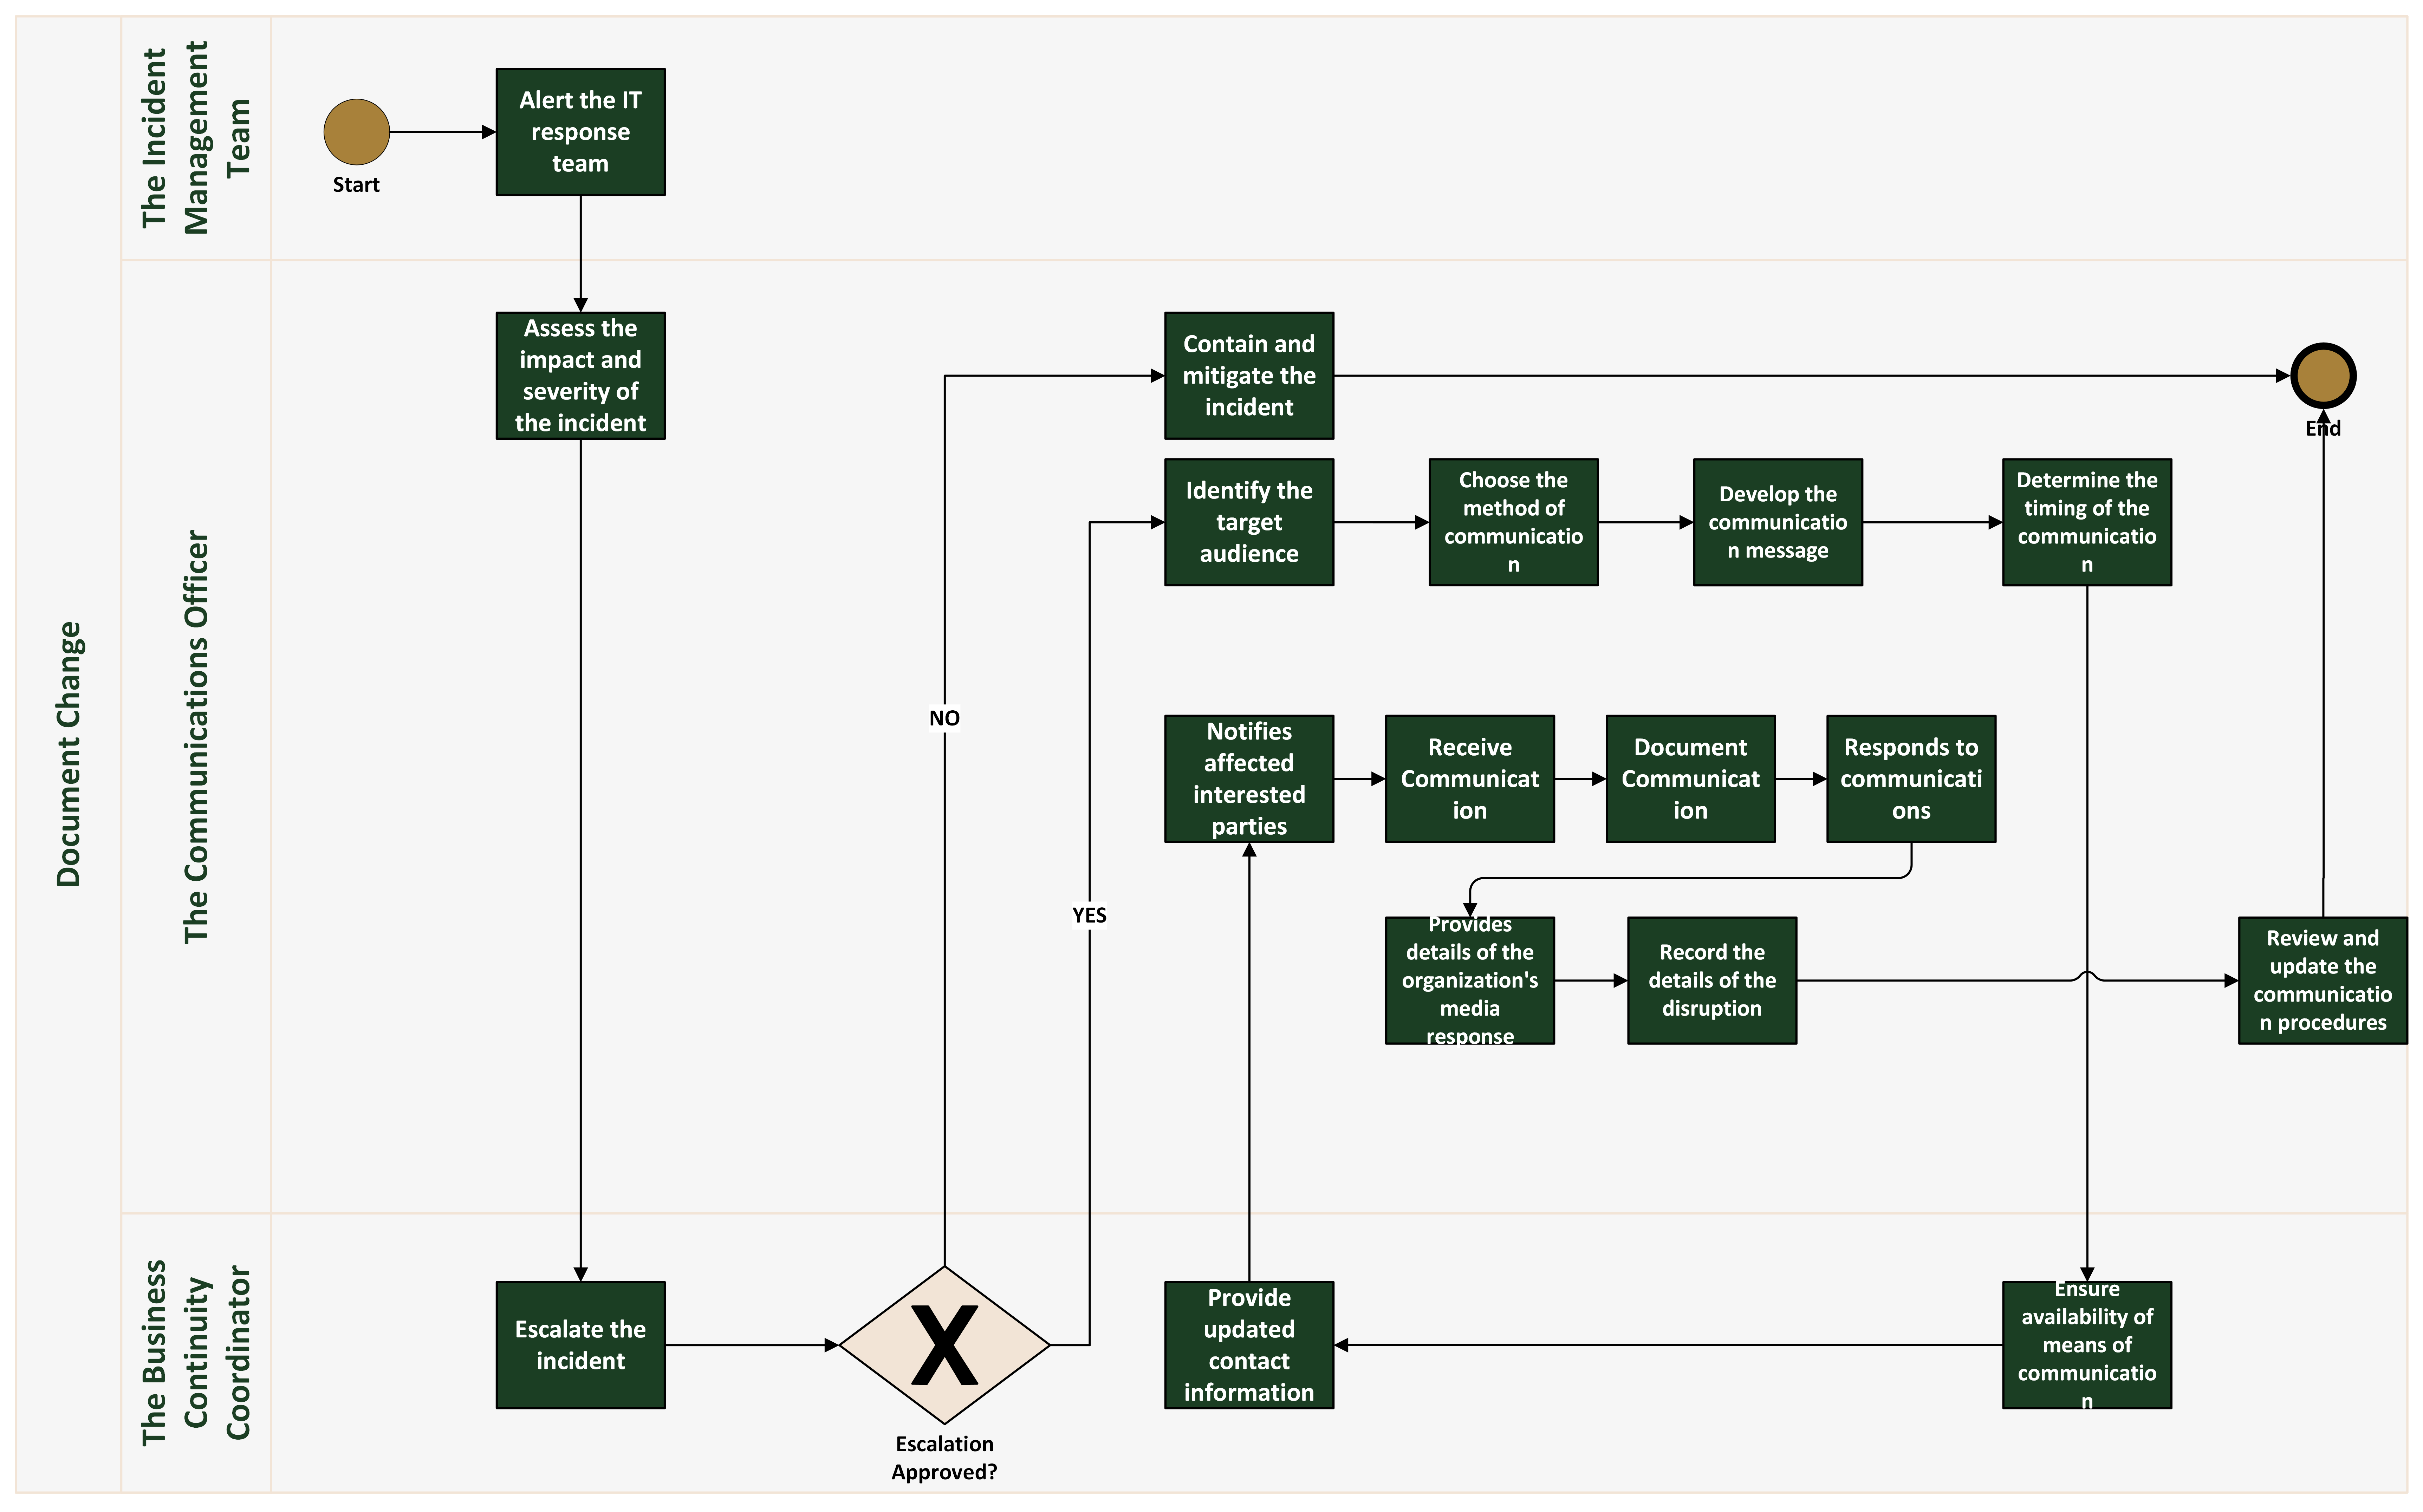 Document Change
The Incident
Management
Team
Start
Alert the IT
response
team
The Communications Officer
Assess the
impact and
severity of
the incident
Contain and
mitigate the
incident
End
Identify the
target
audience
Choose the
method of
communicatio
n
Develop the
communicatio
n message
Determine the
timing of the
communicatio
n
NO
YES
Notifies
affected
interested
parties
Receive
Communicat
ion
Document
Communicat
ion
Responds to
communicati
ons
Provides
details of the
organization's
media
response
Record the
details of the
disruption
Review and
update the
communicatio
n procedures
The Business
Continuity
Coordinator
Escalate the
incident
X
Escalation
Approved?
Provide
updated
contact
information
Ensure
availability of
means of
communicatio
n